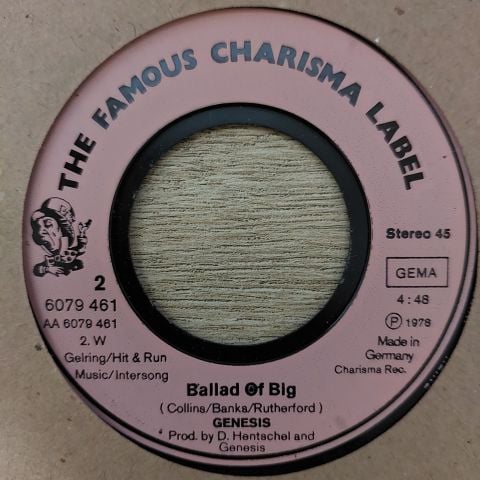 THE FAMOUS CHARISMA LABEL
Stereo 45
GEMA
4:48
Ⓟ 1978
Made in
Germany
Charisma Rec.
2
6079 461
AA 6079 461
2. W
Gelring/Hit & Run
Music/Intersong
Ballad Of Big
(Collins/Banks/Rutherford)
GENESIS
Prod. by D. Hentschel and
Genesis